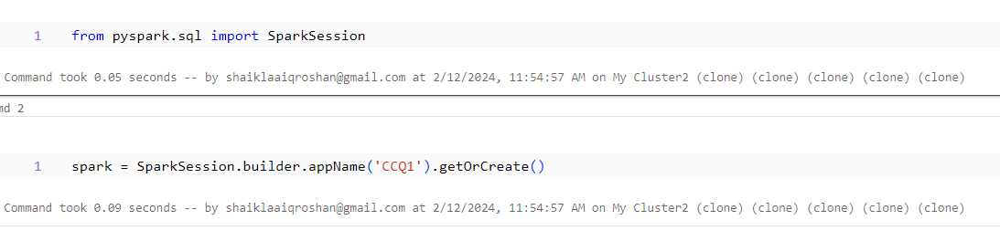 1 from pyspark.sql import SparkSession
Command took 0.05 seconds -- by shaiklaaiqroshan@gmail.com at 2/12/2024, 11:54:57 AM on My Cluster2 (clone) (clone) (clone) (clone) (clone)
md 2
1 spark = SparkSession.builder.appName('CCQ1').getOrCreate()
Command took 0.09 seconds -- by shaiklaaiqroshan@gmail.com at 2/12/2024, 11:54:57 AM on My Cluster2 (clone) (clone) (clone) (clone) (clone)